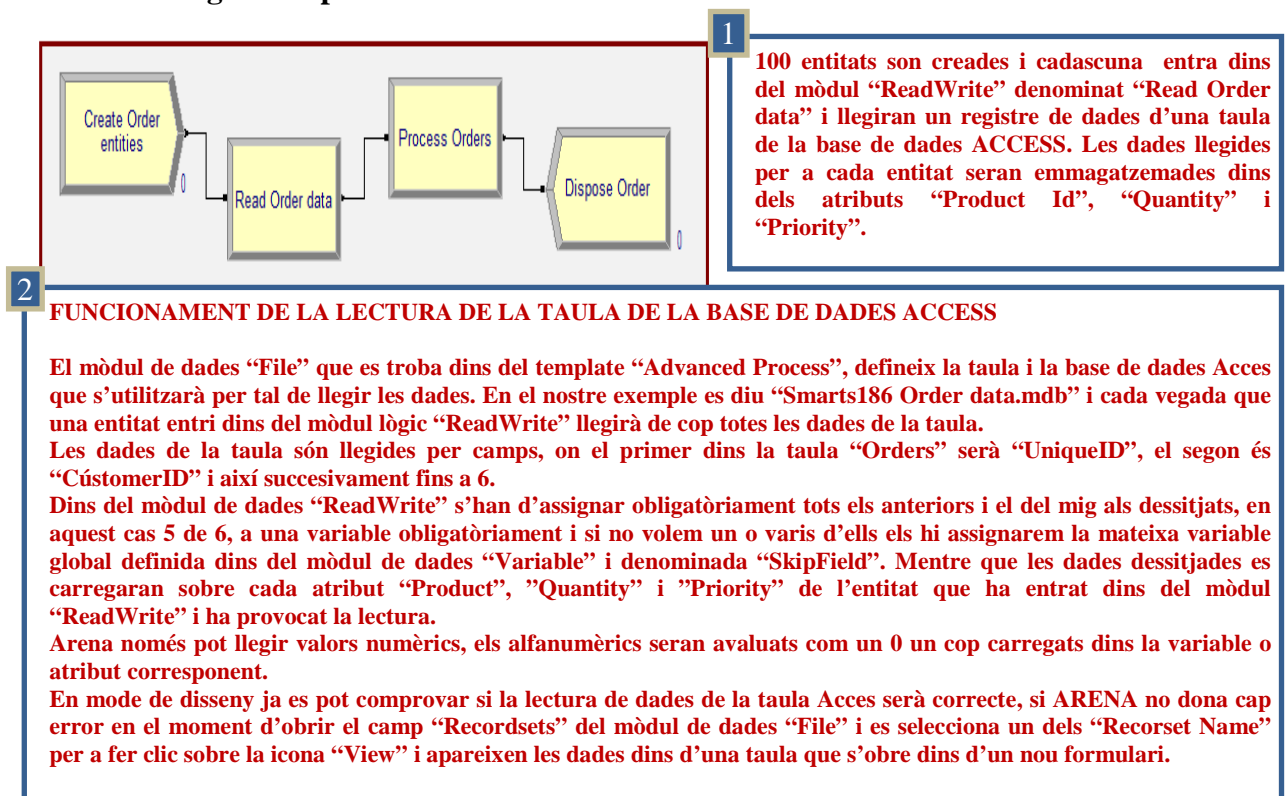 1
100 entitats son creades i cadascuna entra dins
del mòdul “ReadWrite” denominat “Read Order
data” i llegiran un registre de dades d’una taula
de la base de dades ACCESS. Les dades llegides
per a cada entitat seran emmagatzemades dins
dels atributs “Product Id”, “Quantity” i
“Priority”.
Create Order
entities
0
Read Order data
Process Orders
Dispose Order
0
2
FUNCIONAMENT DE LA LECTURA DE LA TAULA DE LA BASE DE DADES ACCESS
El mòdul de dades “File” que es troba dins del template “Advanced Process”, defineix la taula i la base de dades Acces
que s’utilitzarà per tal de llegir les dades. En el nostre exemple es diu “Smarts186 Order data.mdb” i cada vegada que
una entitat entri dins del mòdul lògic “ReadWrite” llegirà de cop totes les dades de la taula.
Les dades de la taula són llegides per camps, on el primer dins la taula “Orders” serà “UniqueID”, el segon és
“CústomerID” i així succesivament fins a 6.
Dins del mòdul de dades “ReadWrite” s’han d’assignar obligatòriament tots els anteriors i el del mig als dessitjats, en
aquest cas 5 de 6, a una variable obligatòriament i si no volem un o varis d’ells els hi assignarem la mateixa variable
global definida dins del mòdul de dades “Variable” i denominada “SkipField”. Mentre que les dades dessitjades es
carregaran sobre cada atribut “Product”, ”Quantity” i ”Priority” de l’entitat que ha entrat dins del mòdul
“ReadWrite” i ha provocat la lectura.
Arena només pot llegir valors numèrics, els alfanumèrics seran avaluats com un 0 un cop carregats dins la variable o
atribut corresponent.
En mode de disseny ja es pot comprovar si la lectura de dades de la taula Acces serà correcte, si ARENA no dona cap
error en el moment d’obrir el camp “Recordsets” del mòdul de dades “File” i es selecciona un dels “Recorset Name”
per a fer clic sobre la icona “View” i apareixen les dades dins d’una taula que s’obre dins d’un nou formulari.